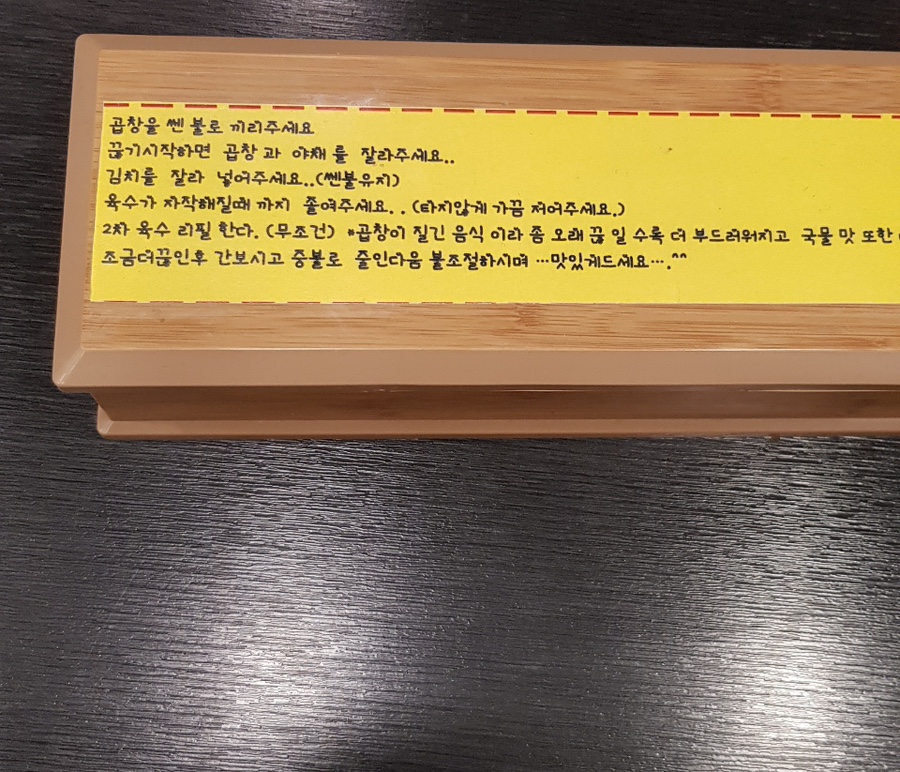 곱창을 쎈 불로 끼리주세요
끊기시작하면 곱창과 야채를 잘라주세요..
김치를 잘라 넣어주세요..(쎈불유지)
육수가 자작해질때 까지 졸여주세요. . (타지않게 가끔 저어주세요.)
2차 육수 리필 한다. (무조건) *곱창이 질긴 음식 이라 좀 오래 끊 일 수록 더 부드러워지고 국물 맛 또한
조금더끊인후 간보시고 중불로 줄인다음 불조절하시며 ···맛있게드세요···.^^